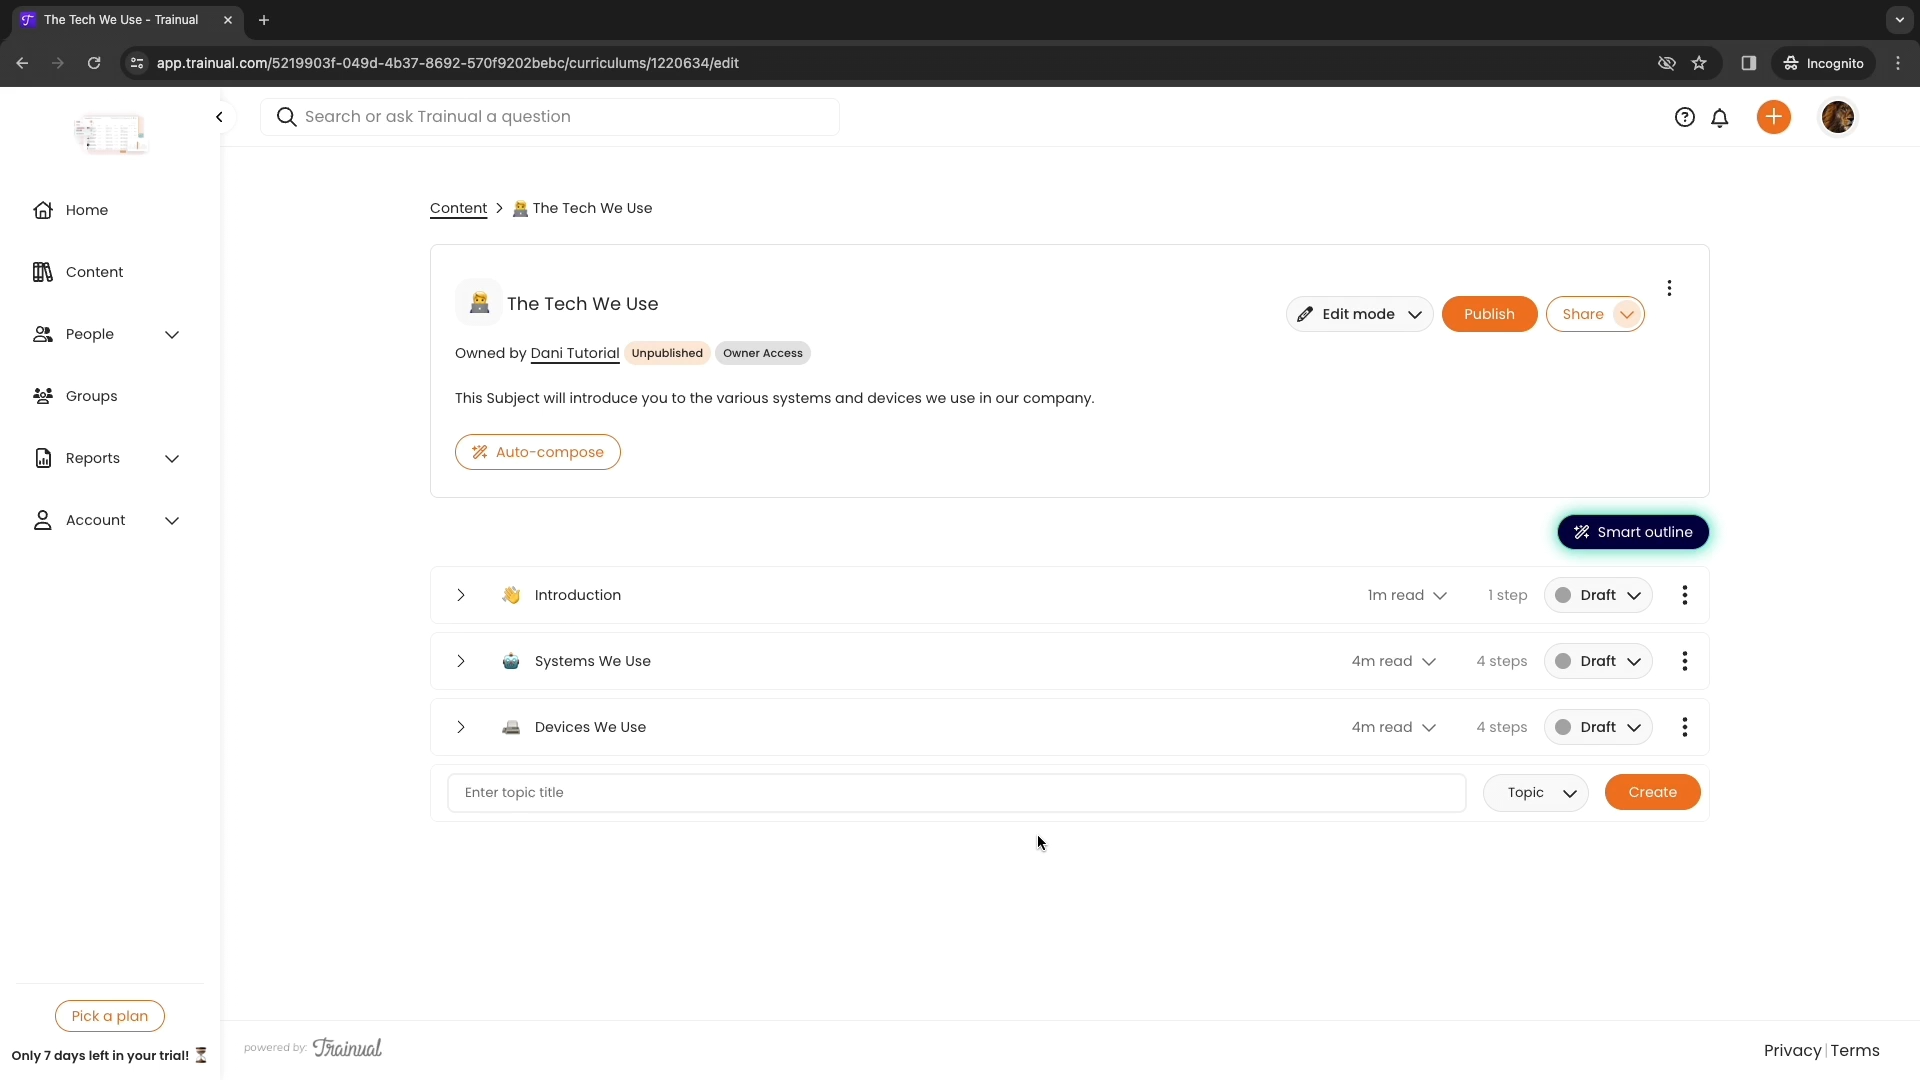 The Tech We Use - Trainual
app.trainual.com/5219903f-049d-4b37-8692-570f9202bebc/curriculums/1220634/edit
Incognito
Search or ask Trainual a question
Home
Content
People
Groups
Reports
Account
Content > The Tech We Use
The Tech We Use
Edit mode
Publish
Share
Owned by Dani Tutorial Unpublished Owner Access
This Subject will introduce you to the various systems and devices we use in our company.
Auto-compose
Smart outline
Introduction 1m read 1 step Draft
Systems We Use 4m read 4 steps Draft
Devices We Use 4m read 4 steps Draft
Enter topic title Topic Create
Pick a plan
Only 7 days left in your trial!
powered by: Trainual
Privacy | Terms